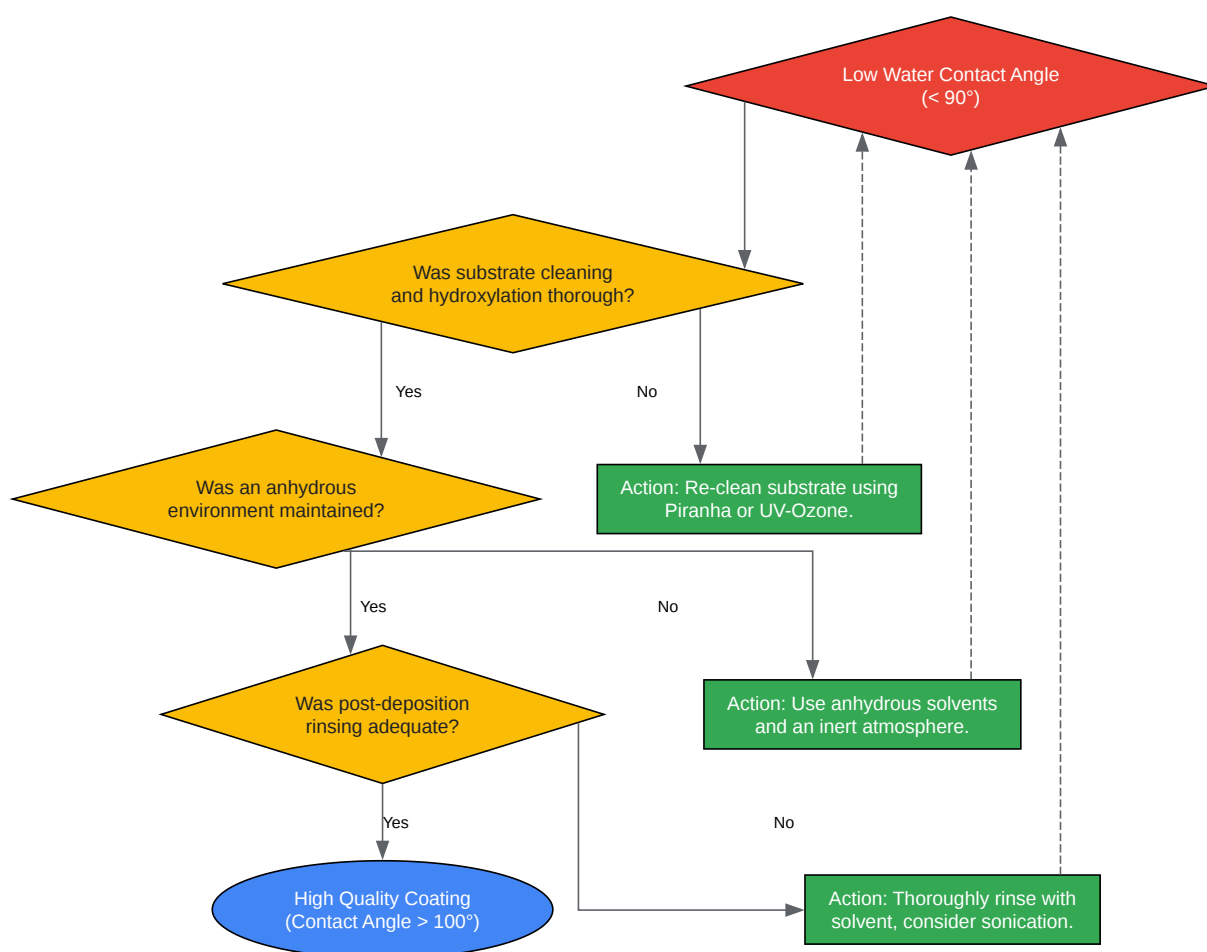 Low Water Contact Angle
(< 90°)
Was substrate cleaning
and hydroxylation thorough?
Yes
No
Was an anhydrous
environment maintained?
Action: Re-clean substrate using
Piranha or UV-Ozone.
Yes
No
Was post-deposition
rinsing adequate?
Action: Use anhydrous solvents
and an inert atmosphere.
Yes
No
High Quality Coating
(Contact Angle > 100°)
Action: Thoroughly rinse with
solvent, consider sonication.